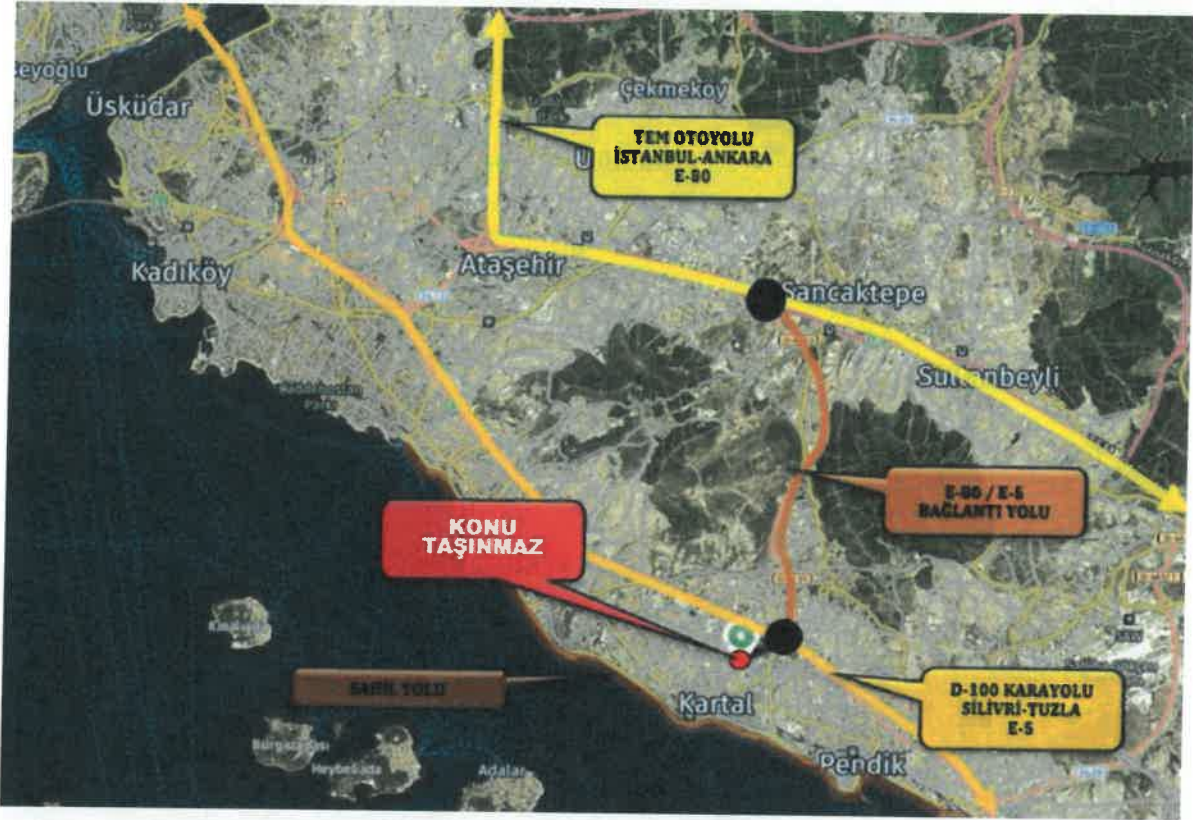 Beyoğlu
Üsküdar
Çekmeköy
TEM OTOYOLU
İSTANBUL-ANKARA
E-80
Kadıköy
Ataşehir
Sancaktepe
Sultanbeyli
E-80 / E-5
BAĞLANTI YOLU
KONU
TAŞINMAZ
SAHİL YOLU
Kartal
D-100 KARAYOLU
SİLİVRİ-TUZLA
E-5
Pendik
Burgazadası
Heybeliada
Adalar